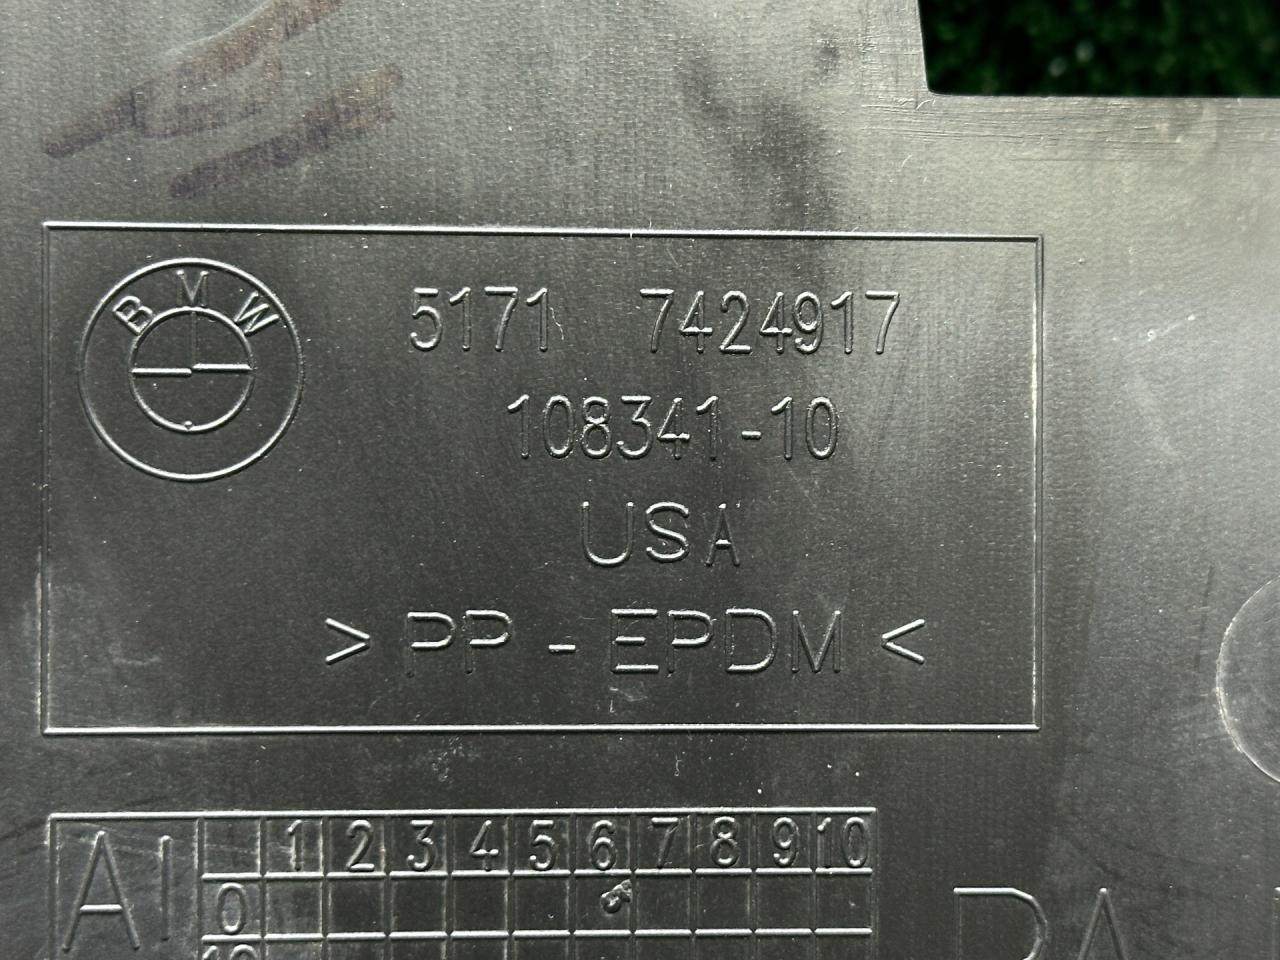 BMW
5171 7424917
108341-10
USA
> PP - EPDM <
A1 1 2 3 4 5 6 7 8 9 10
0